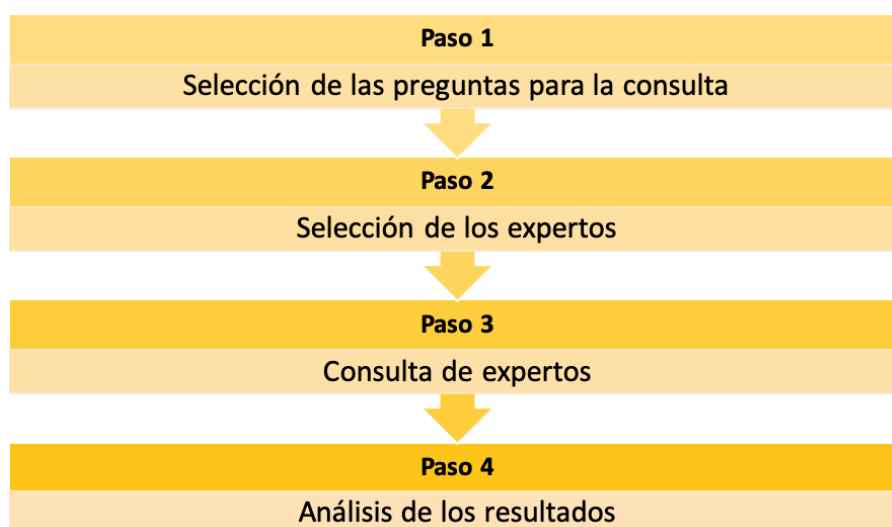 Paso 1
Selección de las preguntas para la consulta
Paso 2
Selección de los expertos
Paso 3
Consulta de expertos
Paso 4
Análisis de los resultados